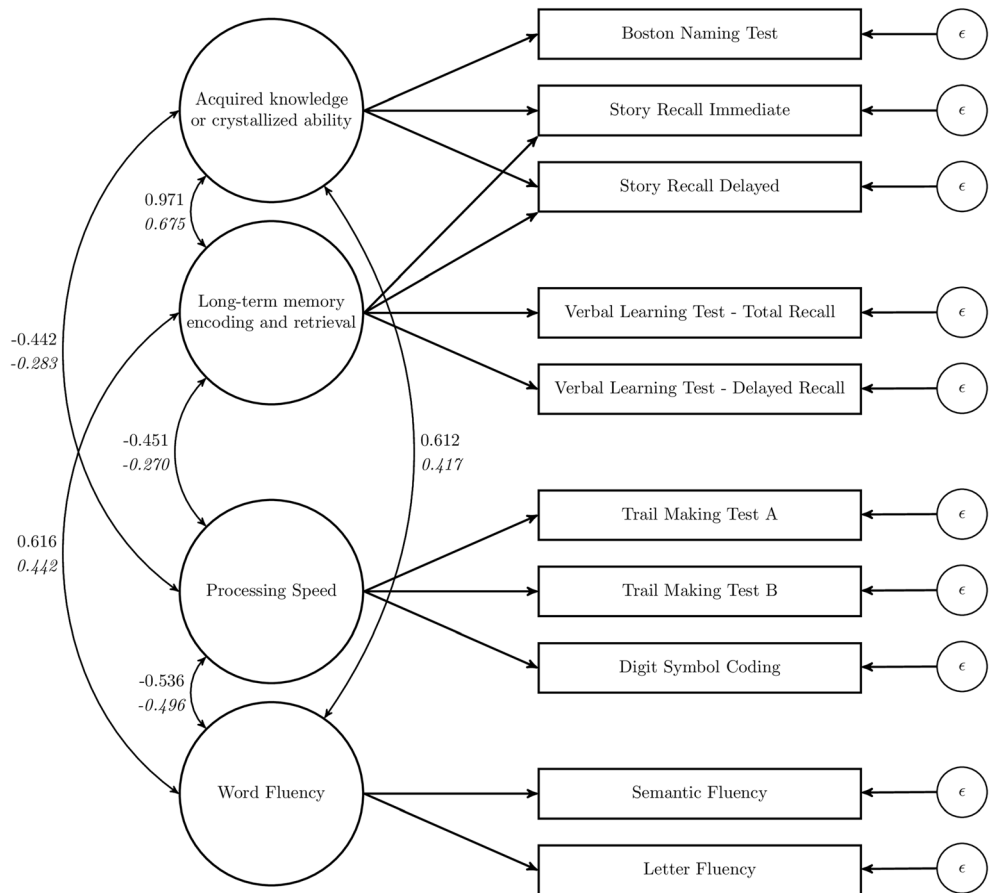 Boston Naming Test
ϵ
Acquired knowledge
or crystallized ability
Story Recall Immediate
ϵ
Story Recall Delayed
ϵ
0.971
0.675
Long-term memory
encoding and retrieval
Verbal Learning Test - Total Recall
ϵ
-0.442
-0.283
Verbal Learning Test - Delayed Recall
ϵ
-0.451
-0.270
0.612
0.417
Trail Making Test A
ϵ
0.616
0.442
Processing Speed
Trail Making Test B
ϵ
Digit Symbol Coding
ϵ
-0.536
-0.496
Word Fluency
Semantic Fluency
ϵ
Letter Fluency
ϵ